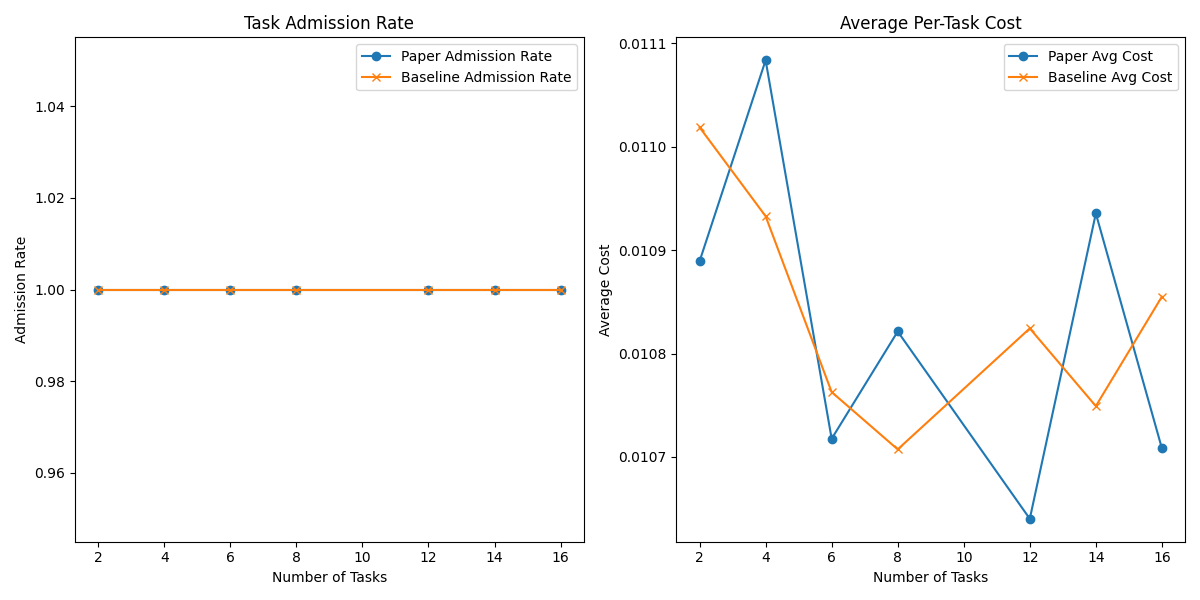 Task Admission Rate
Paper Admission Rate
Baseline Admission Rate
1.04
1.02
1.00
0.98
0.96
Admission Rate
2 4 6 8 10 12 14 16
Number of Tasks
Average Per-Task Cost
Paper Avg Cost
Baseline Avg Cost
0.0111
0.0110
0.0109
0.0108
0.0107
Average Cost
2 4 6 8 10 12 14 16
Number of Tasks